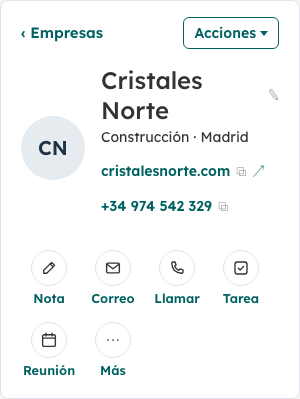 ‹ Empresas
Acciones
Cristales
Norte
CN
Construcción · Madrid
cristalesnorte.com
+34 974 542 329
Nota
Correo
Llamar
Tarea
Reunión
Más